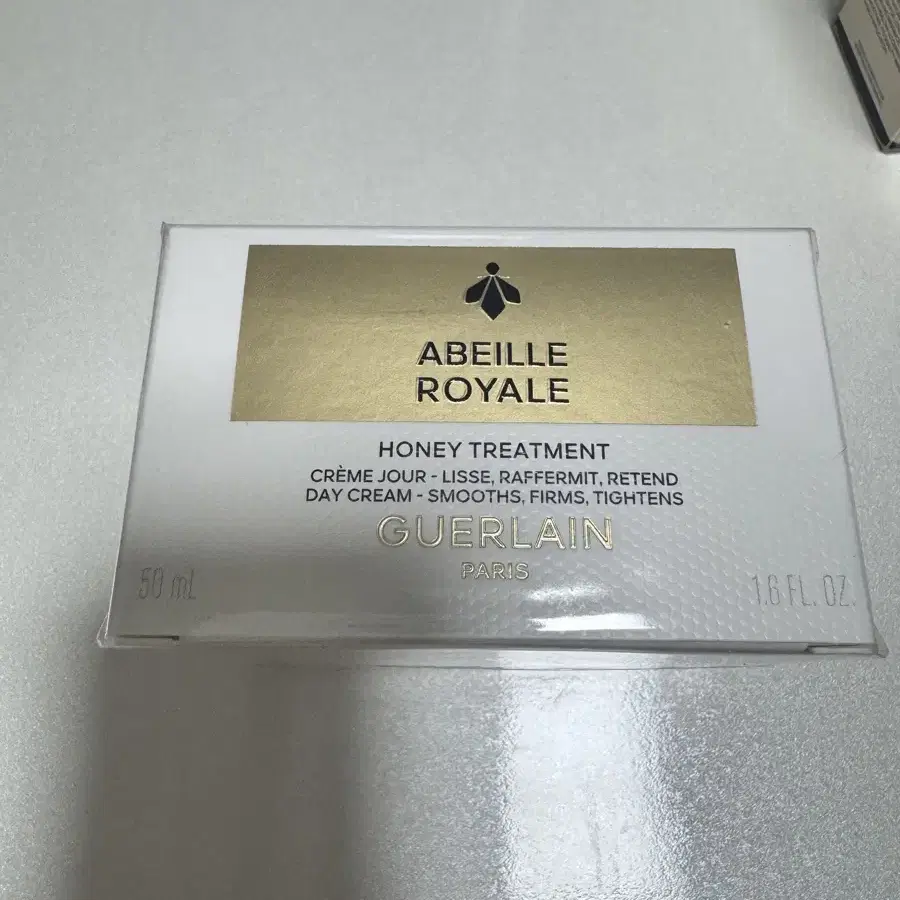 ABEILLE
ROYALE
HONEY TREATMENT
CRÈME JOUR - LISSE, RAFFERMIT, RETEND
DAY CREAM - SMOOTHS, FIRMS, TIGHTENS
GUERLAIN
PARIS
50 mL
1.6 FL. OZ.